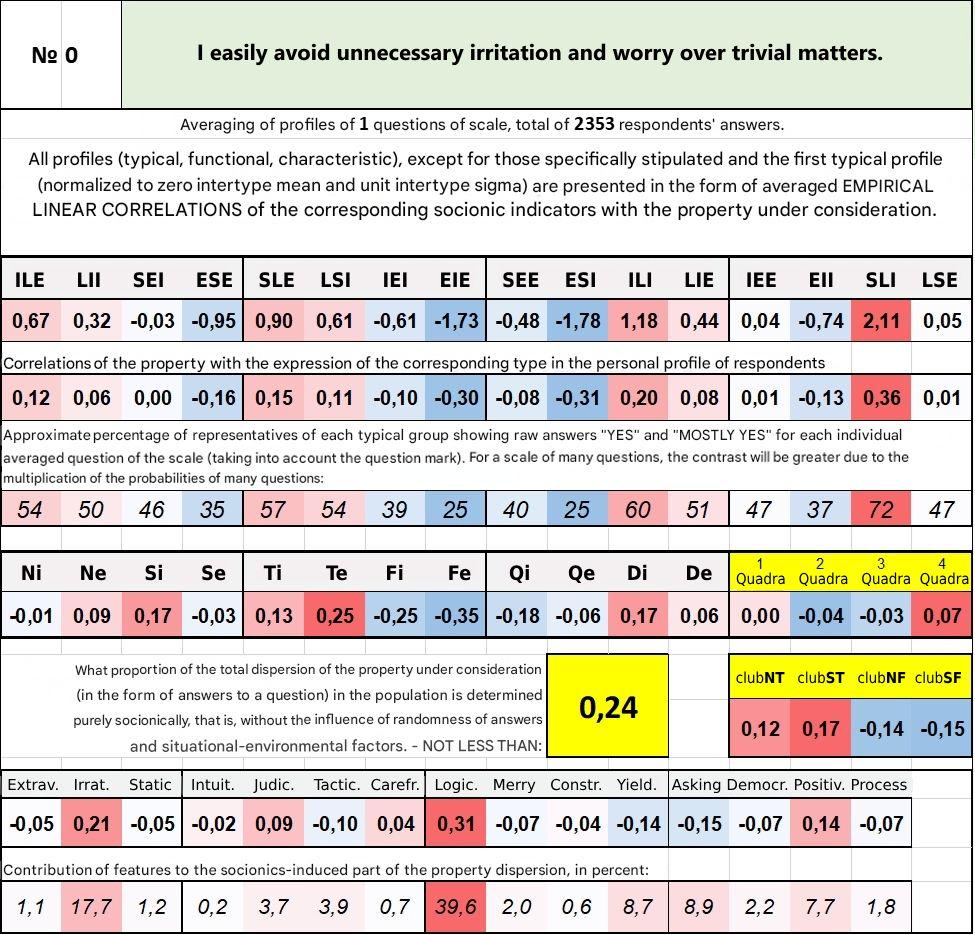 № 0
I easily avoid unnecessary irritation and worry over trivial matters.
Averaging of profiles of 1 questions of scale, total of 2353 respondents' answers.
All profiles (typical, functional, characteristic), except for those specifically stipulated and the first typical profile
(normalized to zero intertype mean and unit intertype sigma) are presented in the form of averaged EMPIRICAL
LINEAR CORRELATIONS of the corresponding socionic indicators with the property under consideration.
ILE LII SEI ESE SLE LSI IEI EIE SEE ESI ILI LIE IEE EII SLI LSE
0,67 0,32 -0,03 -0,95 0,90 0,61 -0,61 -1,73 -0,48 -1,78 1,18 0,44 0,04 -0,74 2,11 0,05
Correlations of the property with the expression of the corresponding type in the personal profile of respondents
0,12 0,06 0,00 -0,16 0,15 0,11 -0,10 -0,30 -0,08 -0,31 0,20 0,08 0,01 -0,13 0,36 0,01
Approximate percentage of representatives of each typical group showing raw answers "YES" and "MOSTLY YES" for each individual
averaged question of the scale (taking into account the question mark). For a scale of many questions, the contrast will be greater due to the
multiplication of the probabilities of many questions:
54 50 46 35 57 54 39 25 40 25 60 51 47 37 72 47
Ni Ne Si Se Ti Te Fi Fe Qi Qe Di De 1 Quadra 2 Quadra 3 Quadra 4 Quadra
-0,01 0,09 0,17 -0,03 0,13 0,25 -0,25 -0,35 -0,18 -0,06 0,17 0,06 0,00 -0,04 -0,03 0,07
What proportion of the total dispersion of the property under consideration
(in the form of answers to a question) in the population is determined
purely socionically, that is, without the influence of randomness of answers
and situational-environmental factors. - NOT LESS THAN:
0,24
clubNT clubST clubNF clubSF
0,12 0,17 -0,14 -0,15
Extrav. Irrat. Static Intuit. Judic. Tactic. Carefr. Logic. Merry Constr. Yield. Asking Democr. Positiv. Process
-0,05 0,21 -0,05 -0,02 0,09 -0,10 0,04 0,31 -0,07 -0,04 -0,14 -0,15 -0,07 0,14 -0,07
Contribution of features to the socionics-induced part of the property dispersion, in percent:
1,1 17,7 1,2 0,2 3,7 3,9 0,7 39,6 2,0 0,6 8,7 8,9 2,2 7,7 1,8